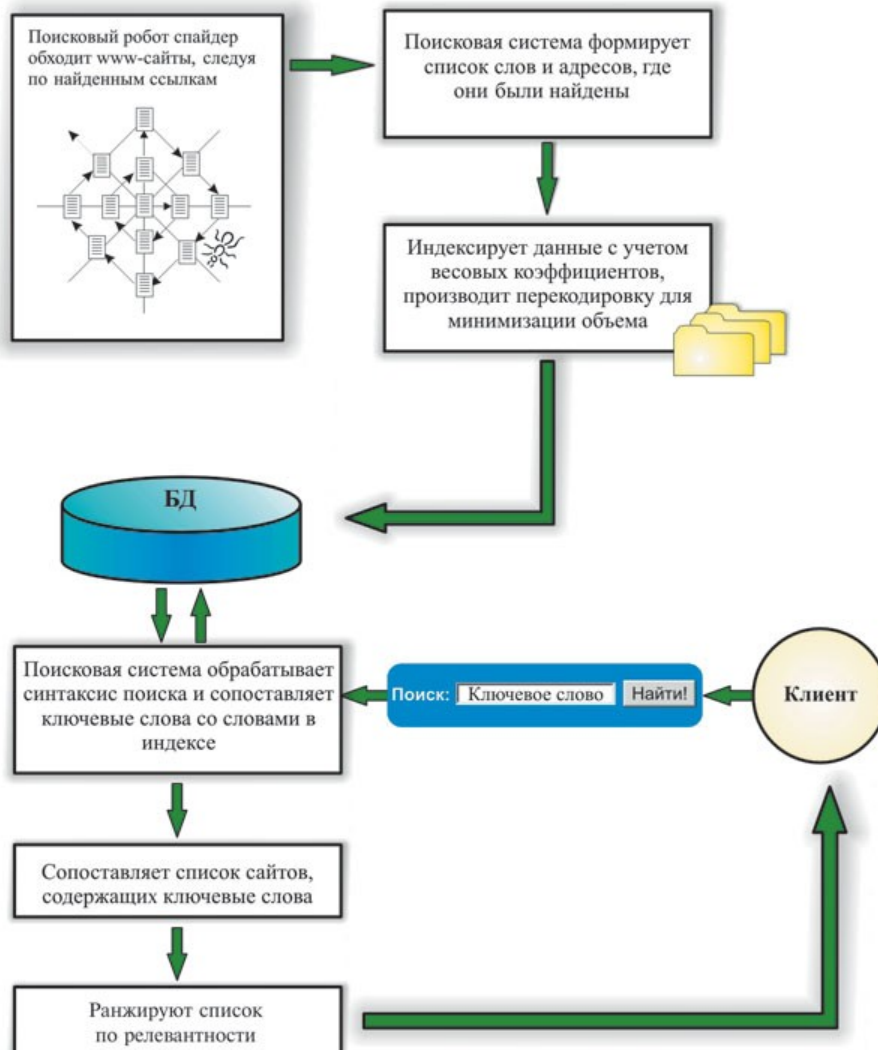 Поисковый робот спайдер
обходит www-сайты, следуя
по найденным ссылкам
Поисковая система формирует
список слов и адресов, где
они были найдены
Индексирует данные с учетом
весовых коэффициентов,
производит перекодировку для
минимизации объема
БД
Поисковая система обрабатывает
синтаксис поиска и сопоставляет
ключевые слова со словами в
индексе
Поиск: Ключевое слово Найти!
Клиент
Сопоставляет список сайтов,
содержащих ключевые слова
Ранжируют список
по релевантности